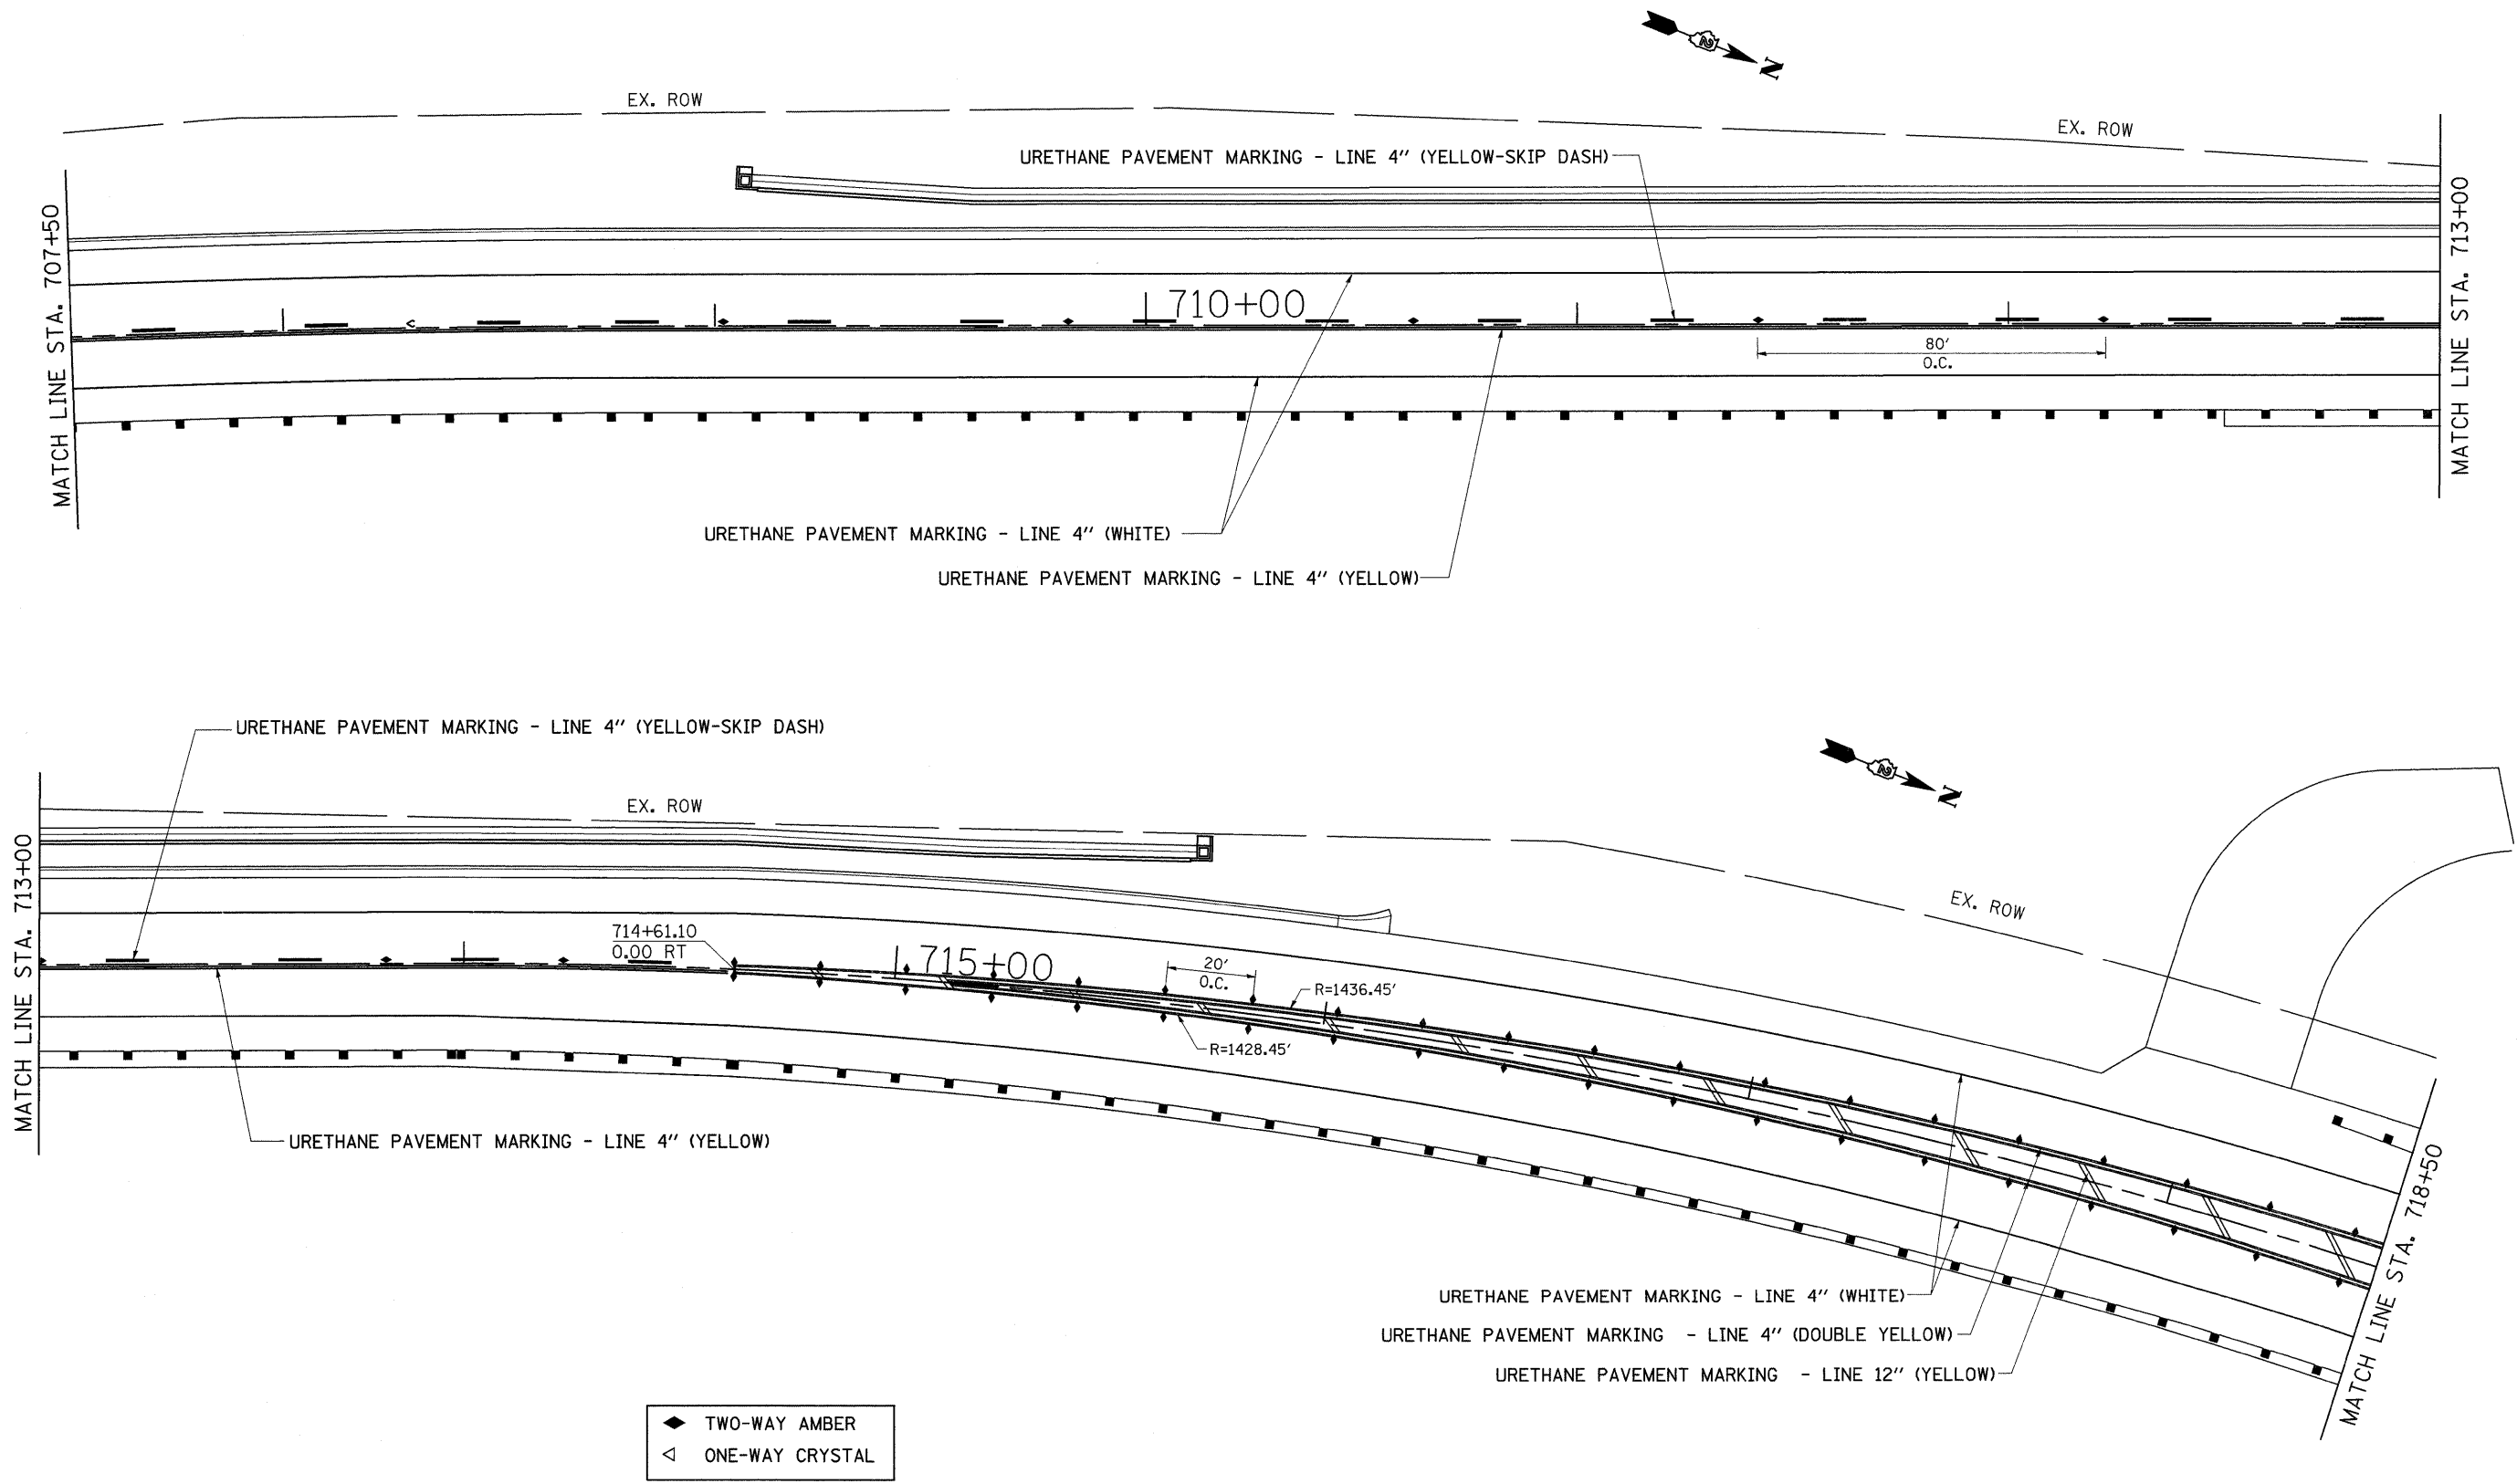 N
EX. ROW
EX. ROW
URETHANE PAVEMENT MARKING - LINE 4" (YELLOW-SKIP DASH)
MATCH LINE STA. 707+50
MATCH LINE STA. 713+00
710+00
80'
O.C.
URETHANE PAVEMENT MARKING - LINE 4" (WHITE)
URETHANE PAVEMENT MARKING - LINE 4" (YELLOW)
URETHANE PAVEMENT MARKING - LINE 4" (YELLOW-SKIP DASH)
N
EX. ROW
EX. ROW
MATCH LINE STA. 713+00
714+61.10
0.00 RT
715+00
20'
O.C.
R=1436.45'
R=1428.45'
URETHANE PAVEMENT MARKING - LINE 4" (YELLOW)
MATCH LINE STA. 718+50
URETHANE PAVEMENT MARKING - LINE 4" (WHITE)
URETHANE PAVEMENT MARKING - LINE 4" (DOUBLE YELLOW)
URETHANE PAVEMENT MARKING - LINE 12" (YELLOW)
TWO-WAY AMBER
ONE-WAY CRYSTAL